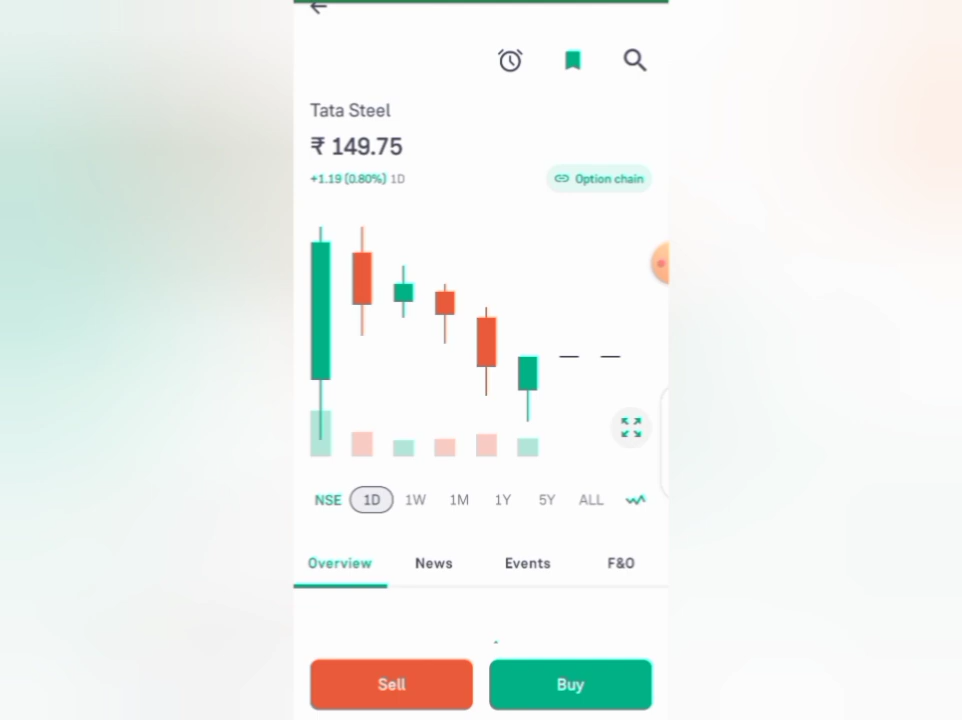 Tata Steel
₹ 149.75
+1.19 (0.80%) 1D
Option chain
NSE 1D 1W 1M 1Y 5Y ALL
Overview News Events F&O
Sell Buy